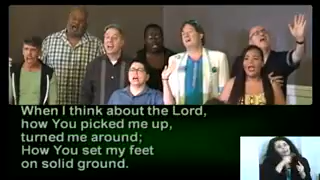 When I think about the Lord,
how You picked me up,
turned me around;
How You set my feet
on solid ground.